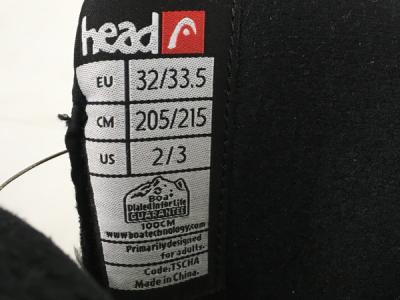 head
EU 32/33.5
CM 205/215
US 2/3
Boa
Dialed In for Life
GUARANTEE
100CM
www.boatechnology.com
Primarily designed
for adults.
Code:TSCHA
Made in China.